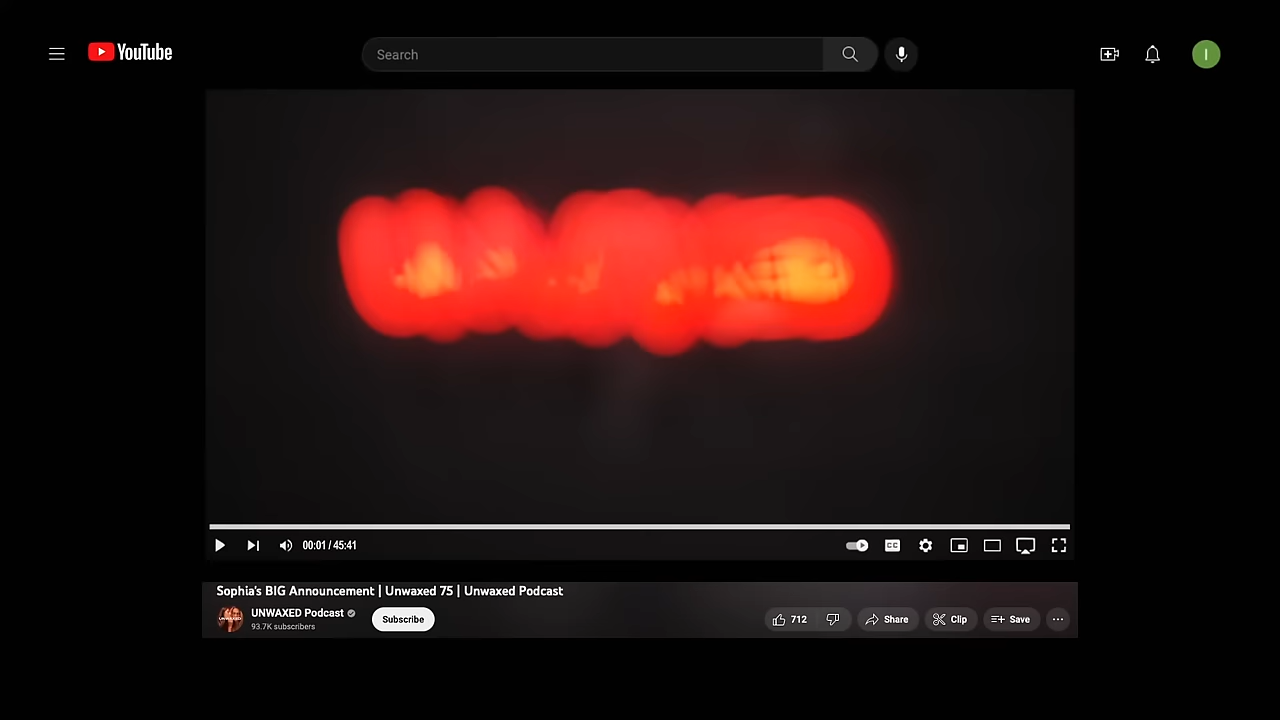 YouTube
Search
I
00:01 / 45:41
CC
Sophia's BIG Announcement | Unwaxed 75 | Unwaxed Podcast
UNWAXED Podcast
93.7K subscribers
Subscribe
712
Share
Clip
Save